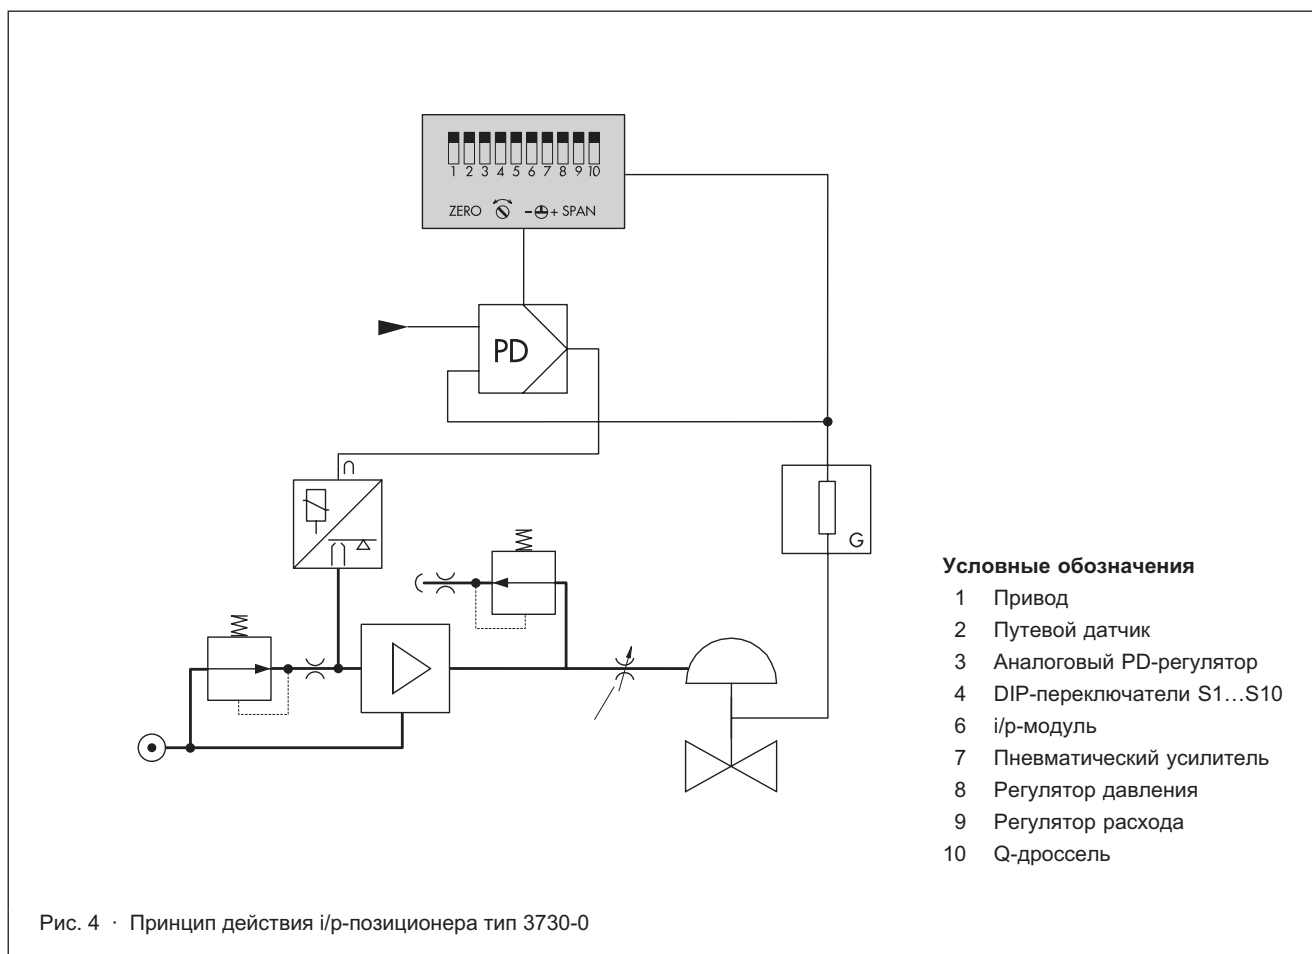 1 2 3 4 5 6 7 8 9 10
ZERO - + SPAN
PD
G
Условные обозначения
1 Привод
2 Путевой датчик
3 Аналоговый PD-регулятор
4 DIP-переключатели S1…S10
6 i/p-модуль
7 Пневматический усилитель
8 Регулятор давления
9 Регулятор расхода
10 Q-дроссель
Рис. 4 · Принцип действия i/p-позиционера тип 3730-0